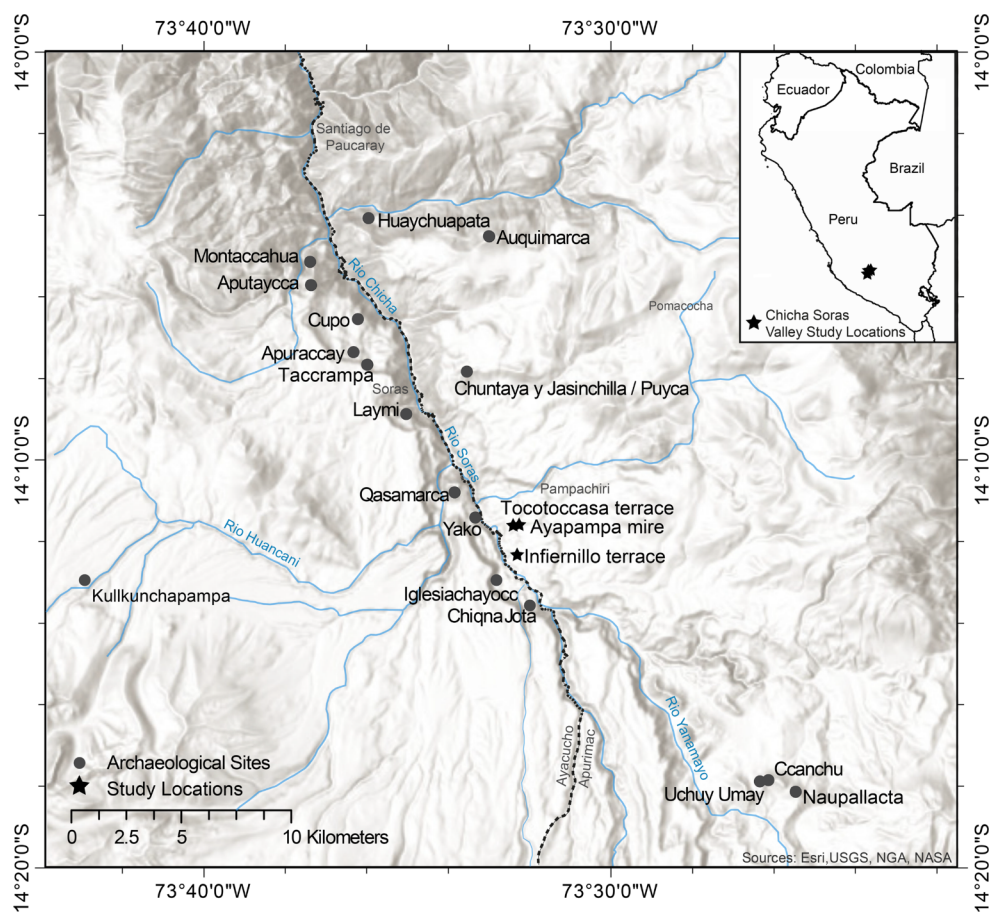 73°40'0"W
73°30'0"W
14°0'0"S
14°0'0"S
Colombia
Ecuador
Brazil
Peru
Chicha Soras
Valley Study Locations
Santiago de
Paucaray
Huaychuapata
Auquimarca
Montaccahua
Aputaycca
Rio Chicha
Pomacocha
Cupo
Apuraccay
Taccrampa
Soras
Chuntaya y Jasinchilla / Puyca
Laymi
14°10'0"S
14°10'0"S
Rio Soras
Qasamarca
Pampachiri
Tocotoccasa terrace
Yako
Ayapampa mire
Rio Huancani
Infiernillo terrace
Kullkunchapampa
Iglesiachayocc
Chiqna Jota
Rio Yanamayo
Ayacucho
Apurimac
Archaeological Sites
Study Locations
Ccanchu
Uchuy Umay
Naupallacta
0 2.5 5 10 Kilometers
Sources: Esri,USGS, NGA, NASA
14°20'0"S
14°20'0"S
73°40'0"W
73°30'0"W